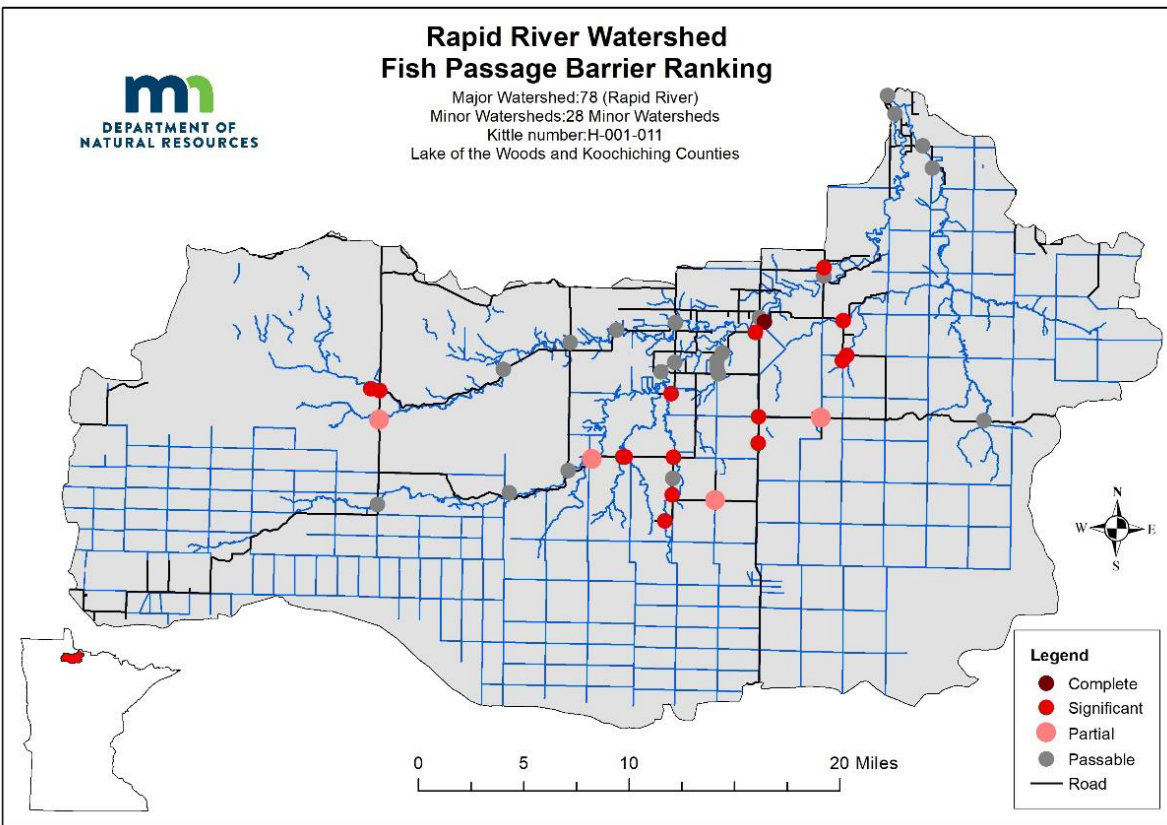 Rapid River Watershed
Fish Passage Barrier Ranking
Major Watershed:78 (Rapid River)
Minor Watersheds:28 Minor Watersheds
Kittle number:H-001-011
Lake of the Woods and Koochiching Counties
mn
DEPARTMENT OF
NATURAL RESOURCES
N
W E
S
Legend
Complete
Significant
Partial
Passable
Road
0 5 10 20 Miles